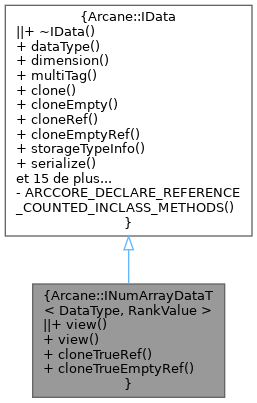 {Arcane::IData
||+ ~IData()
+ dataType()
+ dimension()
+ multiTag()
+ clone()
+ cloneEmpty()
+ cloneRef()
+ cloneEmptyRef()
+ storageTypeInfo()
+ serialize()
et 15 de plus...
- ARCCORE_DECLARE_REFERENCE
_COUNTED_INCLASS_METHODS()
}
{Arcane::INumArrayDataT
< DataType, RankValue >
||+ view()
+ view()
+ cloneTrueRef()
+ cloneTrueEmptyRef()
}